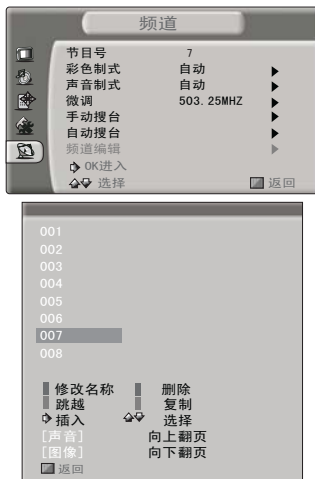 频道
节目号 7
彩色制式 自动
声音制式 自动
微调 503.25MHZ
手动搜台
自动搜台
频道编辑
OK进入
选择 返回
001
002
003
004
005
006
007
008
修改名称 删除
跳越 复制
插入 选择
[声音] 向上翻页
[图像] 向下翻页
返回